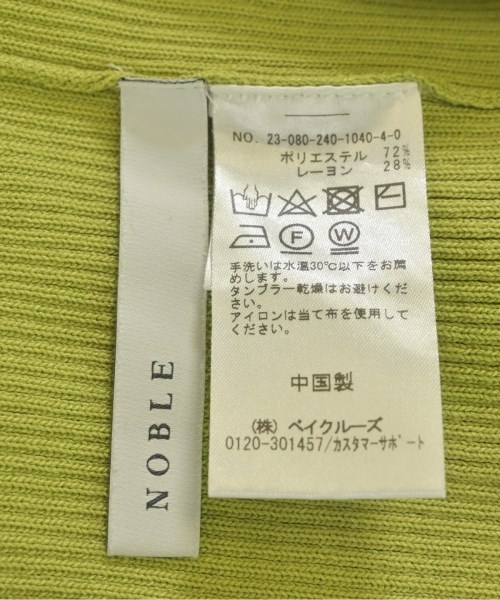 NOBLE
NO. 23-080-240-1040-4-0
ポリエステル 72%
レーヨン 28%
F
W
手洗いは水温30℃以下をお薦
めします。
タンブラー乾燥はお避けくだ
さい。
アイロンは当て布を使用して
ください。
中国製
(株) ベイクルーズ
0120-301457/カスタマーサポート